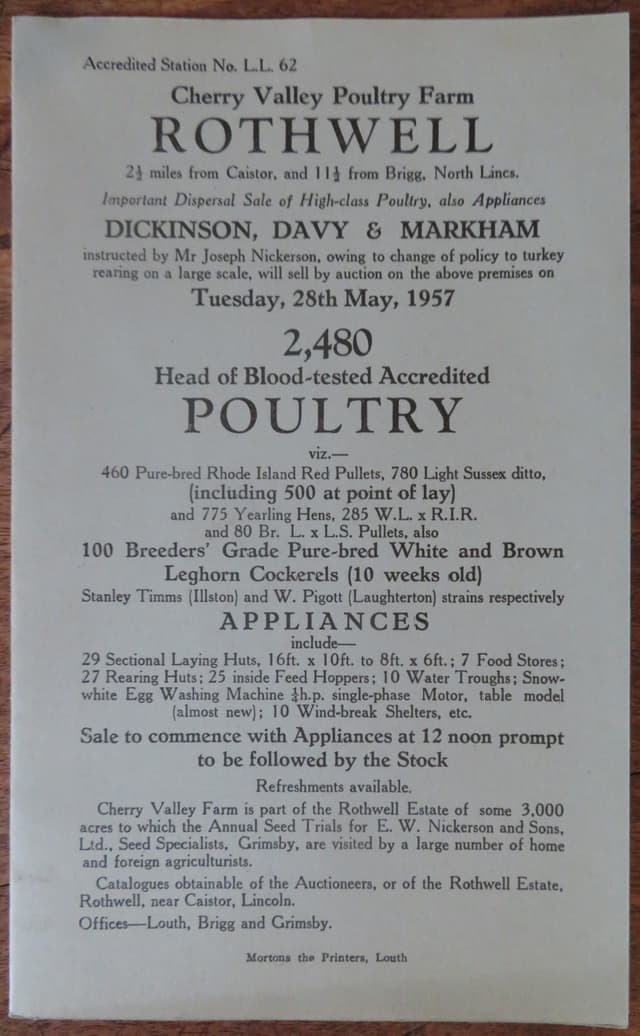 Accredited Station No. L.L. 62
Cherry Valley Poultry Farm
ROTHWELL
2½ miles from Caistor, and 11½ from Brigg, North Lincs.
Important Dispersal Sale of High-class Poultry, also Appliances
DICKINSON, DAVY & MARKHAM
instructed by Mr Joseph Nickerson, owing to change of policy to turkey
rearing on a large scale, will sell by auction on the above premises on
Tuesday, 28th May, 1957
2,480
Head of Blood-tested Accredited
POULTRY
viz.—
460 Pure-bred Rhode Island Red Pullets, 780 Light Sussex ditto,
(including 500 at point of lay)
and 775 Yearling Hens, 285 W.L. x R.I.R.
and 80 Br. L. x L.S. Pullets, also
100 Breeders' Grade Pure-bred White and Brown
Leghorn Cockerels (10 weeks old)
Stanley Timms (Illston) and W. Pigott (Laughterton) strains respectively
APPLIANCES
include—
29 Sectional Laying Huts, 16ft. x 10ft. to 8ft. x 6ft.; 7 Food Stores;
27 Rearing Huts; 25 inside Feed Hoppers; 10 Water Troughs; Snow-
white Egg Washing Machine h.p. single-phase Motor, table model
(almost new); 10 Wind-break Shelters, etc.
Sale to commence with Appliances at 12 noon prompt
to be followed by the Stock
Refreshments available.
Cherry Valley Farm is part of the Rothwell Estate of some 3,000
acres to which the Annual Seed Trials for E. W. Nickerson and Sons,
Ltd., Seed Specialists, Grimsby, are visited by a large number of home
and foreign agriculturists.
Catalogues obtainable of the Auctioneers, or of the Rothwell Estate,
Rothwell, near Caistor, Lincoln.
Offices—Louth, Brigg and Grimsby.
Mortons the Printers, Louth